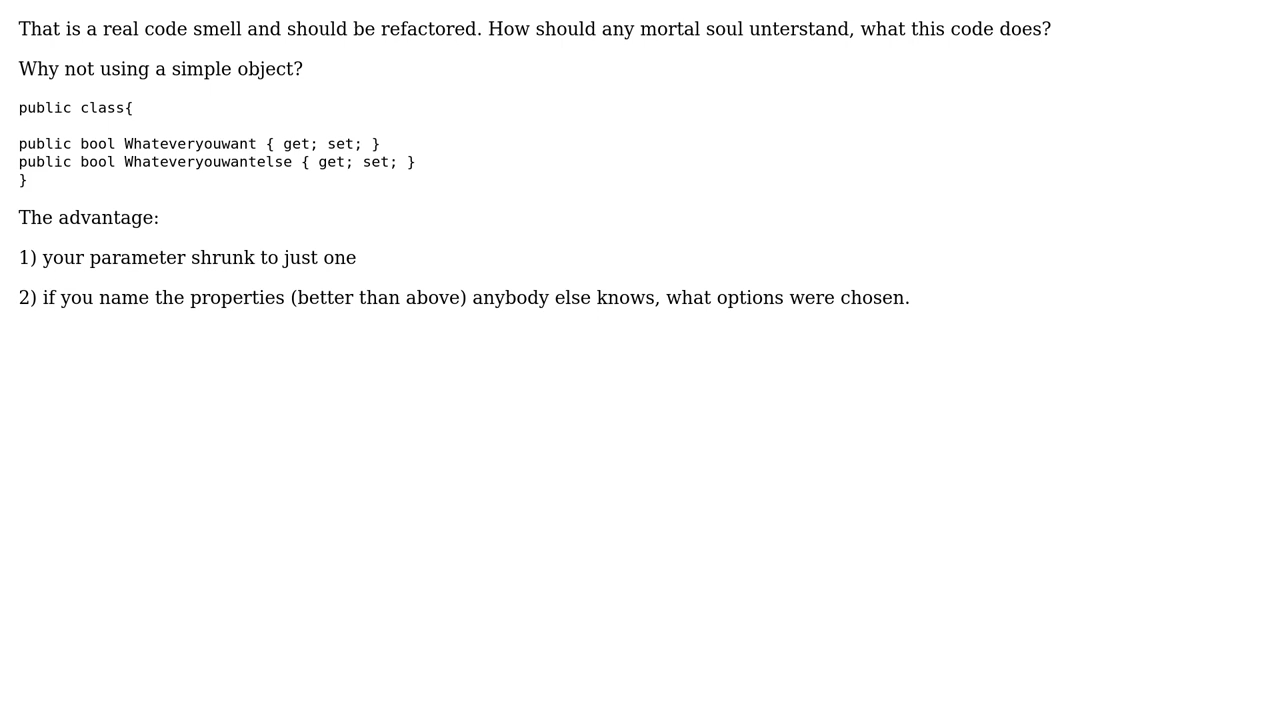 That is a real code smell and should be refactored. How should any mortal soul unterstand, what this code does?
Why not using a simple object?
public class{
public bool Whateveryouwant { get; set; }
public bool Whateveryouwantelse { get; set; }
}
The advantage:
1) your parameter shrunk to just one
2) if you name the properties (better than above) anybody else knows, what options were chosen.